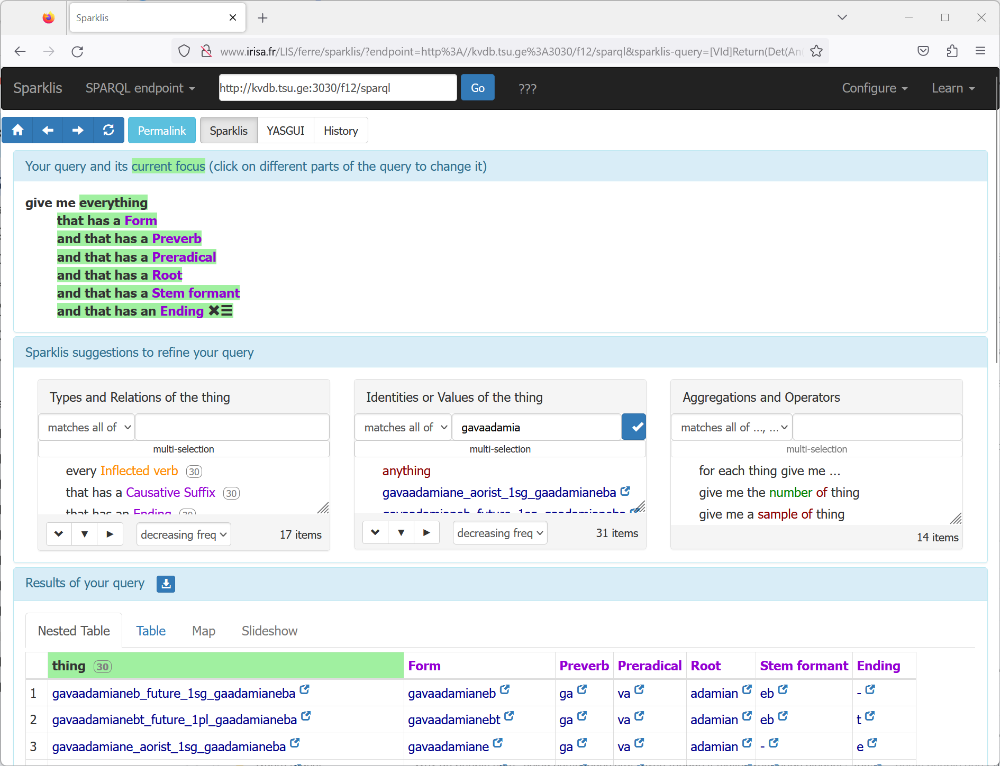 Sparklis
www.irisa.fr/LIS/ferre/sparklis/?endpoint=http%3A//kvdb.tsu.ge%3A3030/f12/sparql&sparklis-query=[VId]Return(Det(An(
Sparklis SPARQL endpoint http://kvdb.tsu.ge:3030/f12/sparql Go ??? Configure Learn
Permalink Sparklis YASGUI History
Your query and its current focus (click on different parts of the query to change it)
give me everything
that has a Form
and that has a Preverb
and that has a Preradical
and that has a Root
and that has a Stem formant
and that has an Ending
Sparklis suggestions to refine your query
Types and Relations of the thing
matches all of
multi-selection
every Inflected verb 30
that has a Causative Suffix 30
that has an Ending 30
decreasing freq 17 items
Identities or Values of the thing
matches all of gavaadamia
multi-selection
anything
gavaadamiane_aorist_1sg_gaadamianeba
gavaadamianeb_future_1sg_gaadamianeba
decreasing freq 31 items
Aggregations and Operators
matches all of ..., ...
multi-selection
for each thing give me ...
give me the number of thing
give me a sample of thing
14 items
Results of your query
Nested Table Table Map Slideshow
thing 30 Form Preverb Preradical Root Stem formant Ending
1 gavaadamianeb_future_1sg_gaadamianeba gavaadamianeb ga va adamian eb -
2 gavaadamianebt_future_1pl_gaadamianeba gavaadamianebt ga va adamian eb t
3 gavaadamiane_aorist_1sg_gaadamianeba gavaadamiane ga va adamian - e